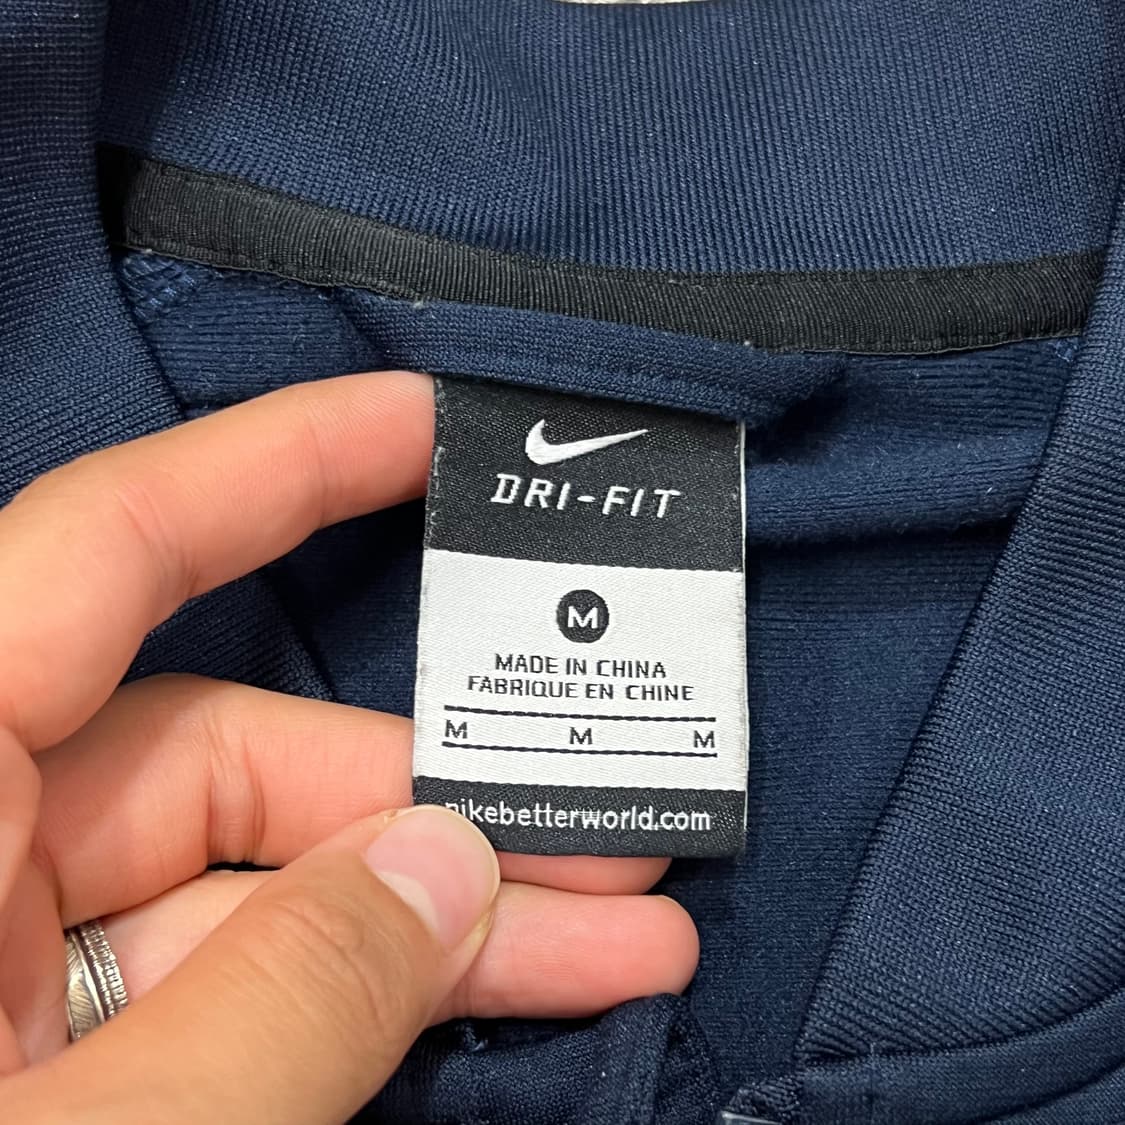 DRI-FIT
M
MADE IN CHINA
FABRIQUE EN CHINE
M M M
nikebetterworld.com